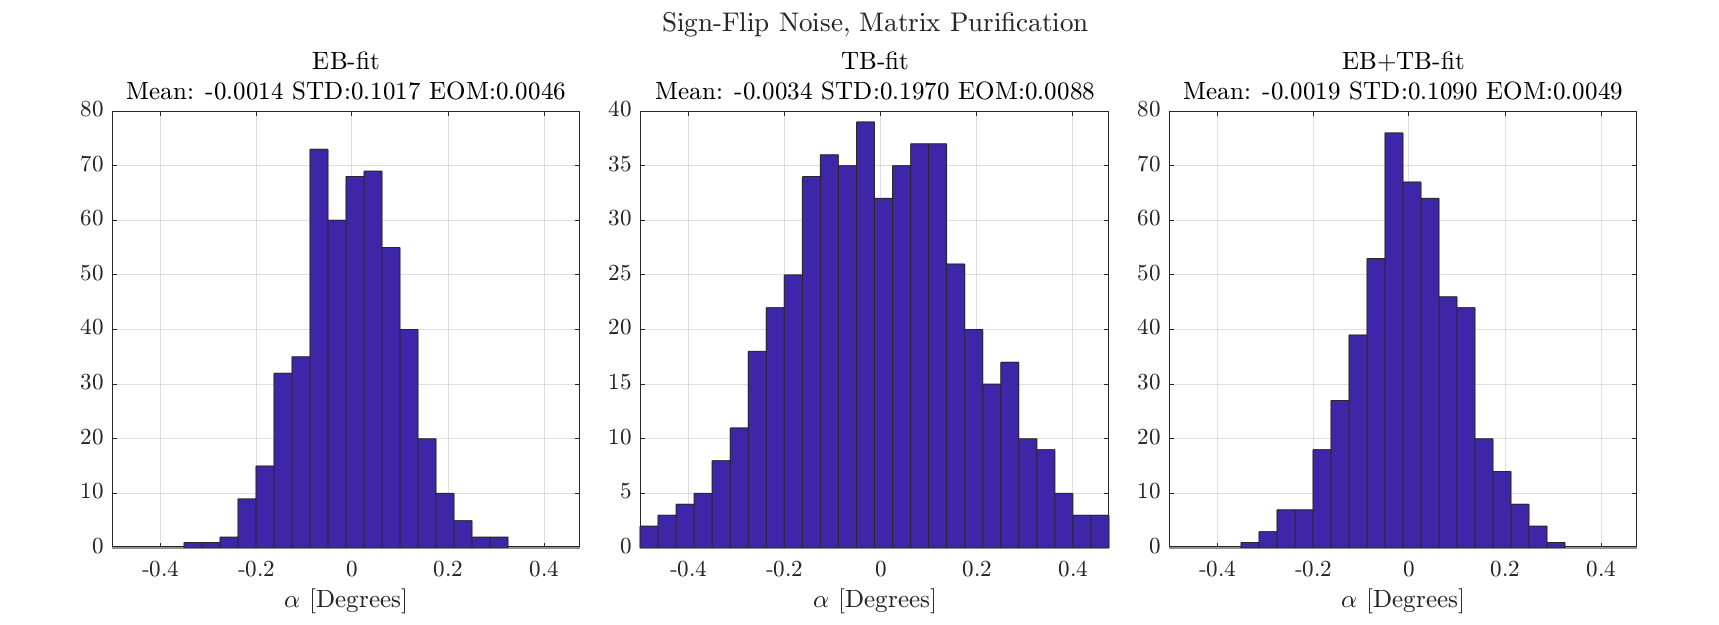 Sign-Flip Noise, Matrix Purification
EB-fit
Mean: -0.0014 STD:0.1017 EOM:0.0046
80
70
60
50
40
30
20
10
0
-0.4 -0.2 0 0.2 0.4
α [Degrees]
TB-fit
Mean: -0.0034 STD:0.1970 EOM:0.0088
40
35
30
25
20
15
10
5
0
-0.4 -0.2 0 0.2 0.4
α [Degrees]
EB+TB-fit
Mean: -0.0019 STD:0.1090 EOM:0.0049
80
70
60
50
40
30
20
10
0
-0.4 -0.2 0 0.2 0.4
α [Degrees]